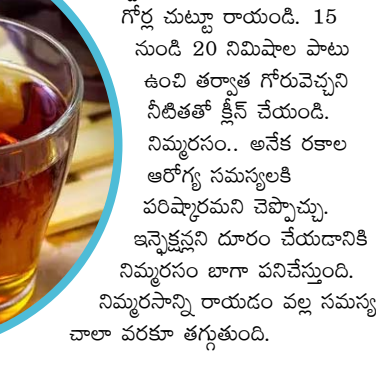 గోర్ల చుట్టూ రాయండి. 15
నుండి 20 నిమిషాల పాటు
ఉంచి తర్వాత గోరువెచ్చని
నీటితతో క్లీన్ చేయండి.
నిమ్మరసం.. అనేక రకాల
ఆరోగ్య సమస్యలకి
పరిష్కారమని చెప్పొచ్చు.
ఇన్ఫెక్షన్లని దూరం చేయడానికి
నిమ్మరసం బాగా పనిచేస్తుంది.
నిమ్మరసాన్ని రాయడం వల్ల సమస్య
చాలా వరకూ తగ్గుతుంది.